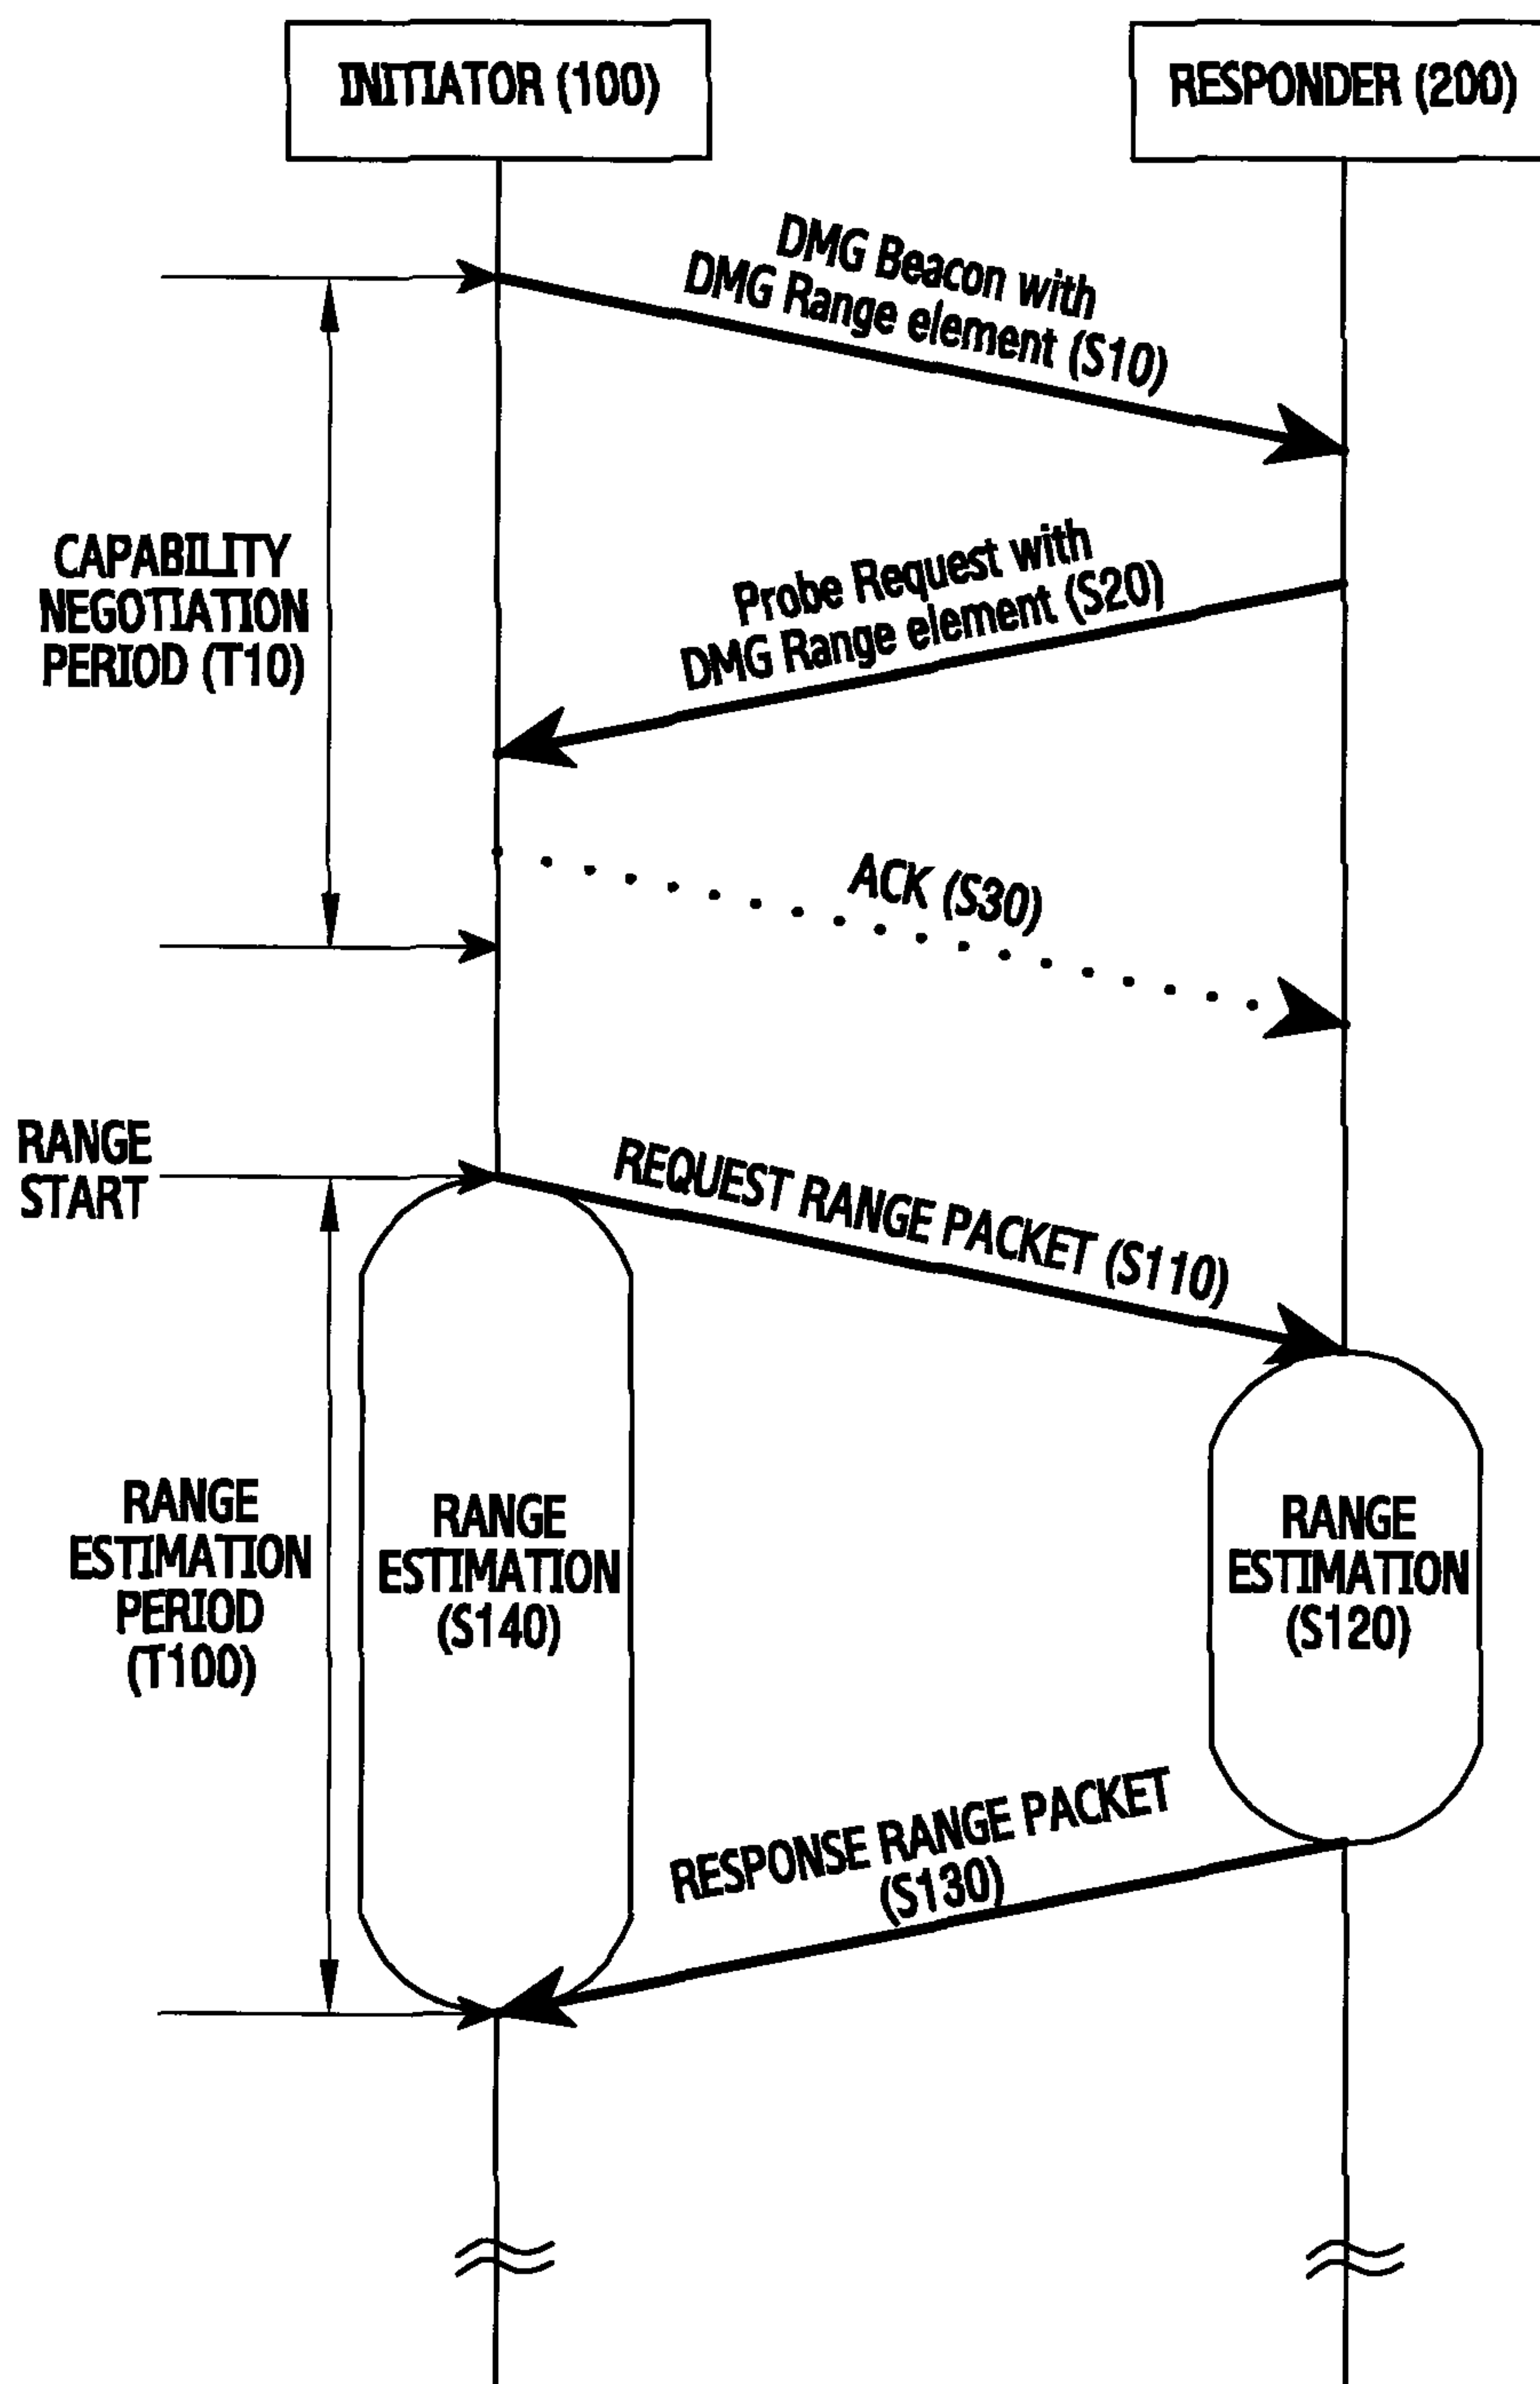 INITIATOR (100)
RESPONDER (200)
DMG Beacon with
DMG Range element (S10)
CAPABILITY
NEGOTIATION
PERIOD (T10)
Probe Request with
DMG Range element (S20)
ACK (S30)
RANGE
START
REQUEST RANGE PACKET (S110)
RANGE
ESTIMATION
PERIOD
(T100)
RANGE
ESTIMATION
(S140)
RANGE
ESTIMATION
(S120)
RESPONSE RANGE PACKET
(S130)